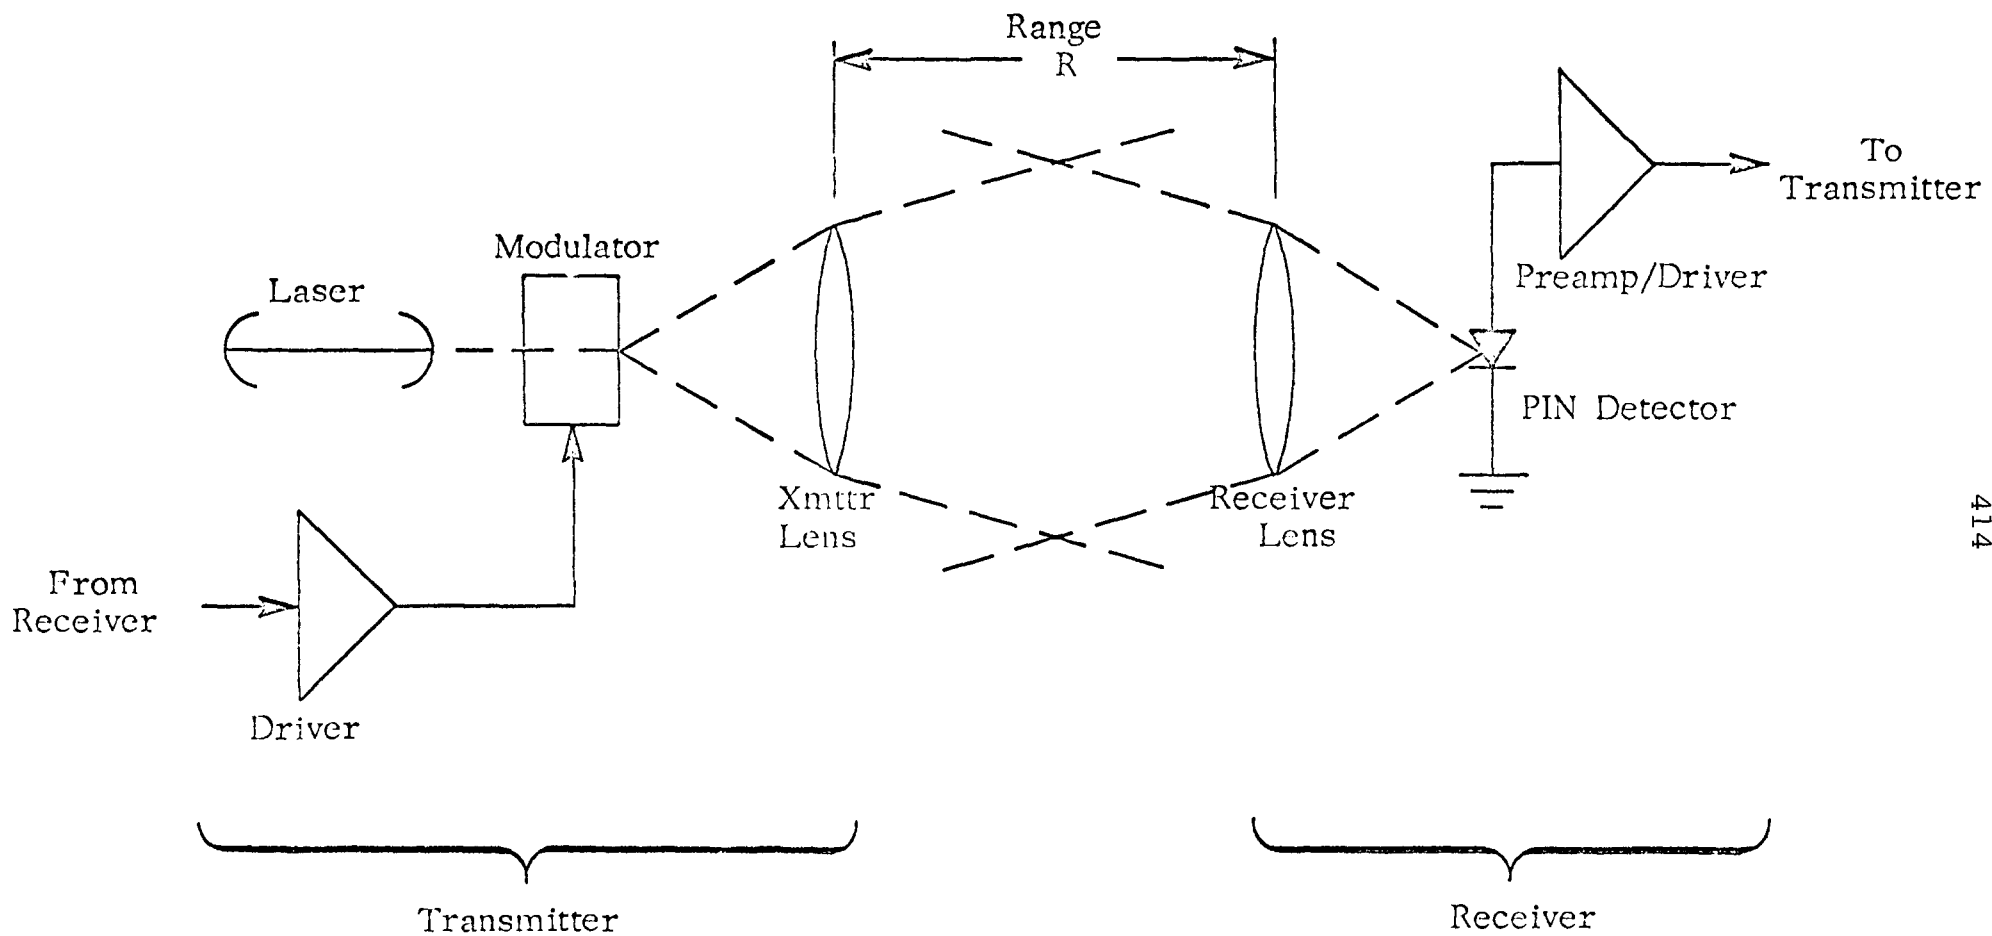 Range
R
To
Transmitter
Modulator
Laser
Preamp/Driver
PIN Detector
Xmttr
Lens
Receiver
Lens
414
From
Receiver
Driver
Transmitter
Receiver